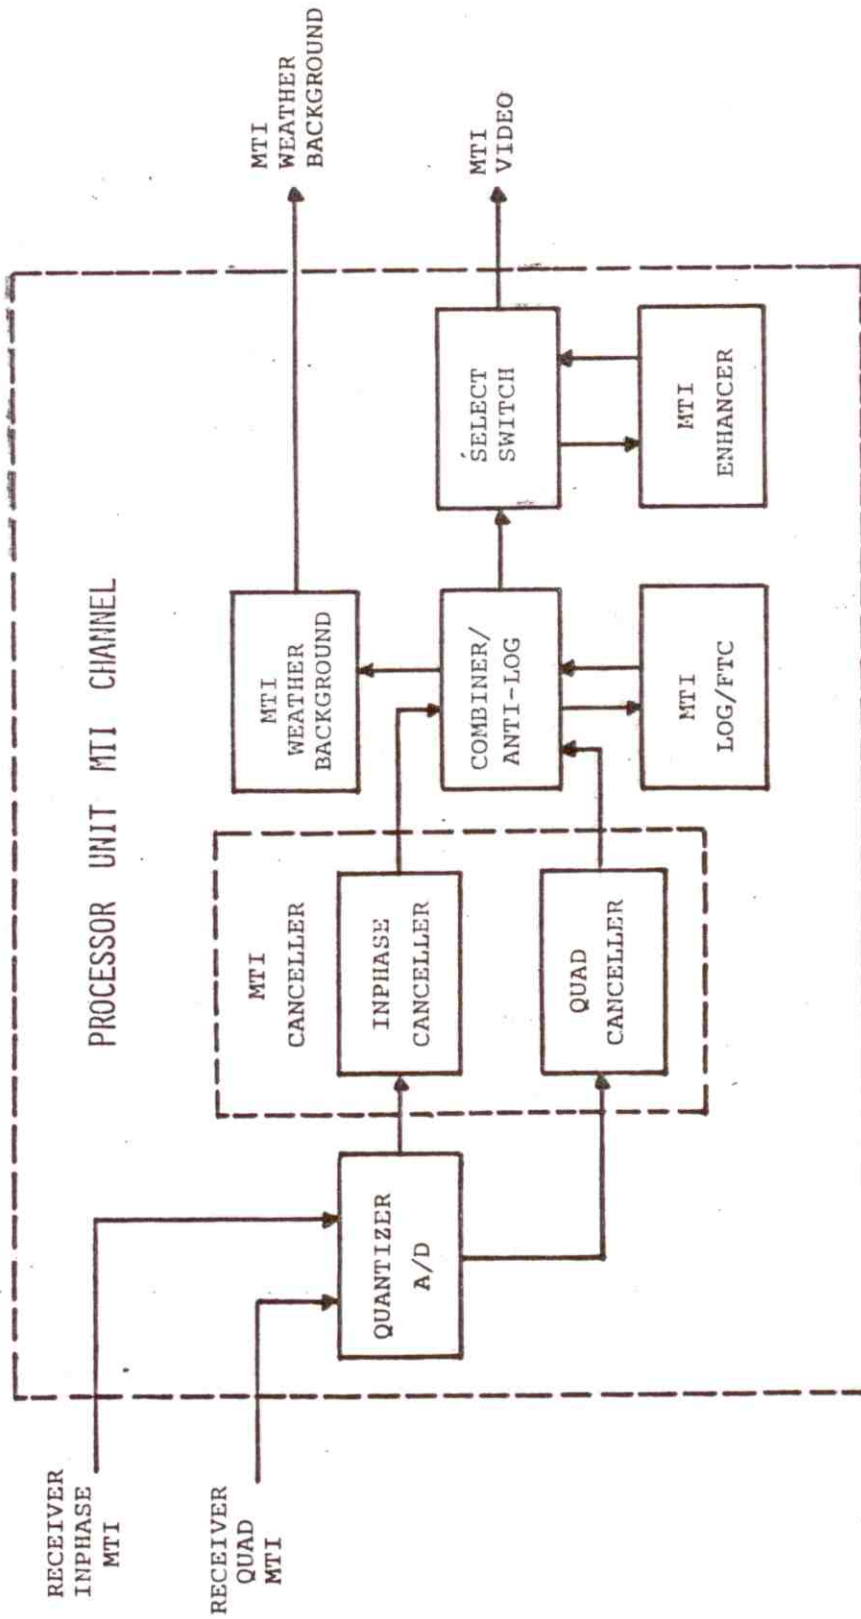 PROCESSOR UNIT MTI CHANNEL
RECEIVER
INPHASE
MTI
RECEIVER
QUAD
MTI
QUANTIZER
A/D
MTI
CANCELLER
INPHASE
CANCELLER
QUAD
CANCELLER
MTI
WEATHER
BACKGROUND
COMBINER/
ANTI-LOG
MTI
LOG/FTC
SELECT
SWITCH
MTI
ENHANCER
MTI
WEATHER
BACKGROUND
MTI
VIDEO